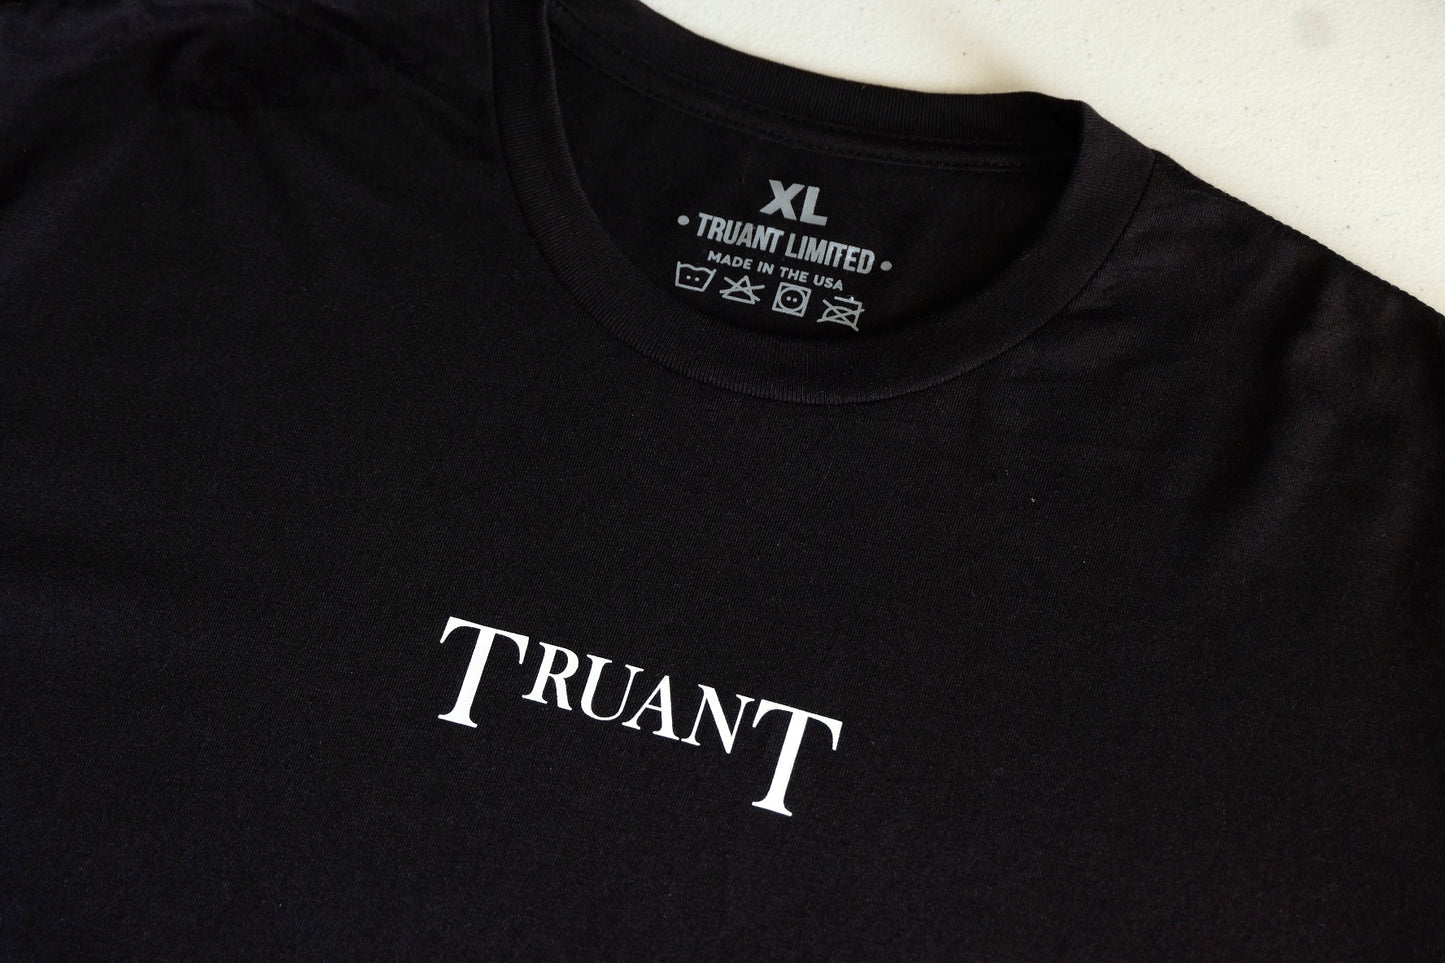 XL
• TRUANT LIMITED •
MADE IN THE USA
TRUANT